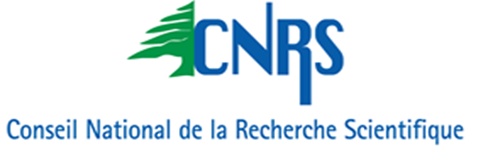 CNRS
Conseil National de la Recherche Scientifique